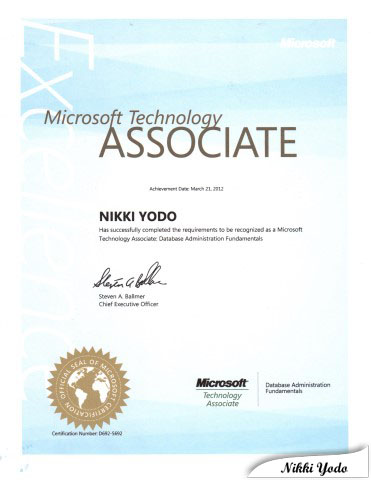 Microsoft
EXcellence
Microsoft Technology
ASSOCIATE
Achievement Date: March 21, 2012
NIKKI YODO
Has successfully completed the requirements to be recognized as a Microsoft
Technology Associate: Database Administration Fundamentals
Steven A. Ballmer
Steven A. Ballmer
Chief Executive Officer
OFFICIAL SEAL OF MICROSOFT CERTIFICATION
Certification Number: D692-5692
Microsoft
Technology
Associate
Database Administration
Fundamentals
Nikki Yodo